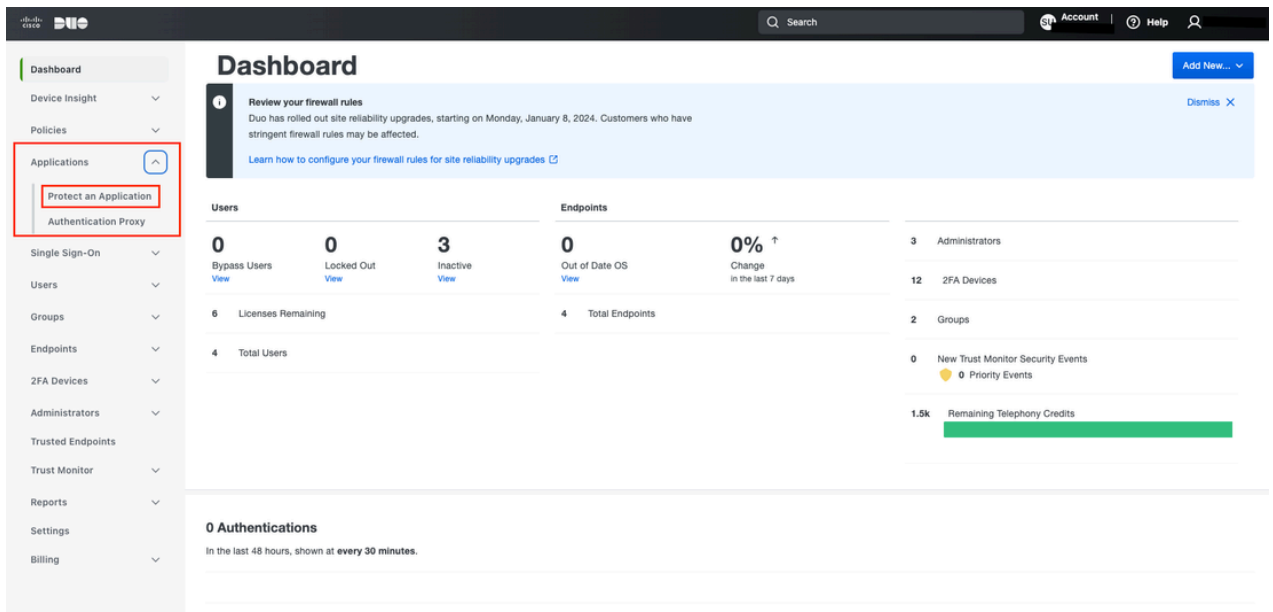 cisco DUO
Search
SU Account
Help
Dashboard
Device Insight
Policies
Applications
Protect an Application
Authentication Proxy
Single Sign-On
Users
Groups
Endpoints
2FA Devices
Administrators
Trusted Endpoints
Trust Monitor
Reports
Settings
Billing
Dashboard
Add New...
Review your firewall rules
Dismiss
Duo has rolled out site reliability upgrades, starting on Monday, January 8, 2024. Customers who have
stringent firewall rules may be affected.
Learn how to configure your firewall rules for site reliability upgrades
Users
0
Bypass Users
View
0
Locked Out
View
3
Inactive
View
6 Licenses Remaining
4 Total Users
Endpoints
0
Out of Date OS
View
0% ↑
Change
in the last 7 days
4 Total Endpoints
3 Administrators
12 2FA Devices
2 Groups
0 New Trust Monitor Security Events
0 Priority Events
1.5k Remaining Telephony Credits
0 Authentications
In the last 48 hours, shown at every 30 minutes.